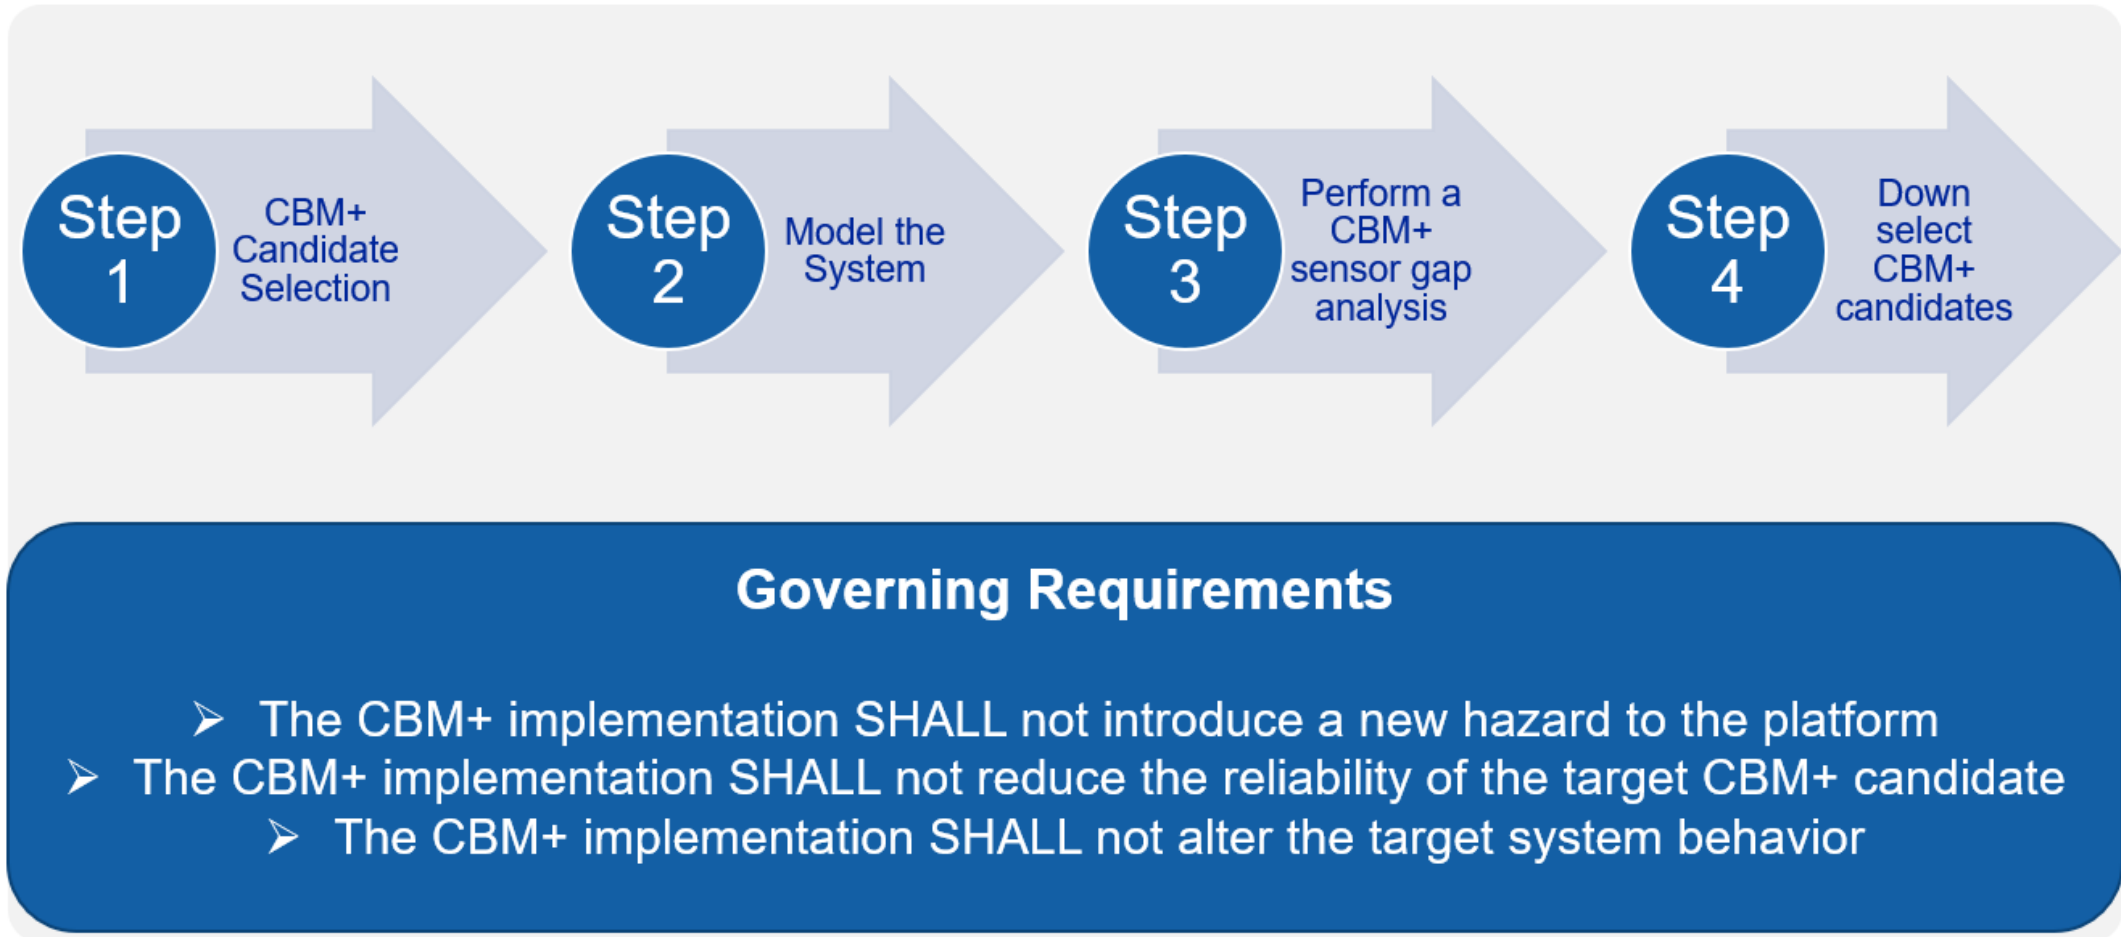 Step
1
CBM+
Candidate
Selection
Step
2
Model the
System
Step
3
Perform a
CBM+
sensor gap
analysis
Step
4
Down
select
CBM+
candidates
Governing Requirements
➢ The CBM+ implementation SHALL not introduce a new hazard to the platform
➢ The CBM+ implementation SHALL not reduce the reliability of the target CBM+ candidate
➢ The CBM+ implementation SHALL not alter the target system behavior